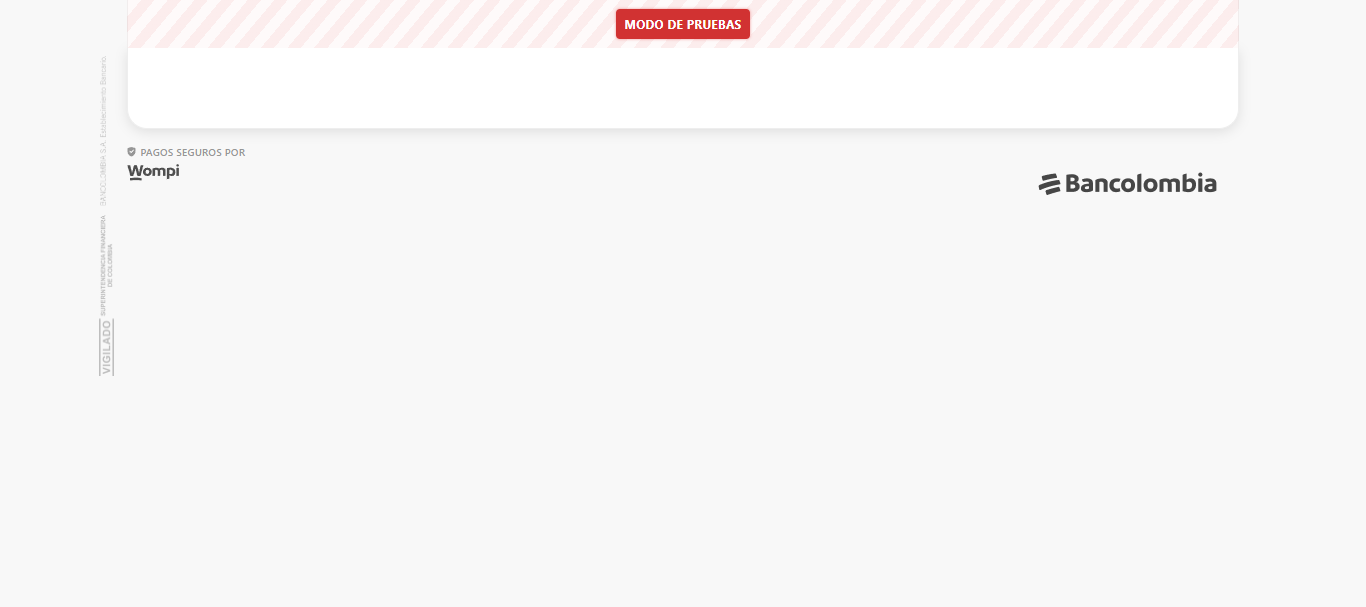 MODO DE PRUEBAS
PAGOS SEGUROS POR
Wompi
Bancolombia
BANCOLOMBIA S.A. Establecimiento Bancario
SUPERINTENDENCIA FINANCIERA
DE COLOMBIA
VIGILADO